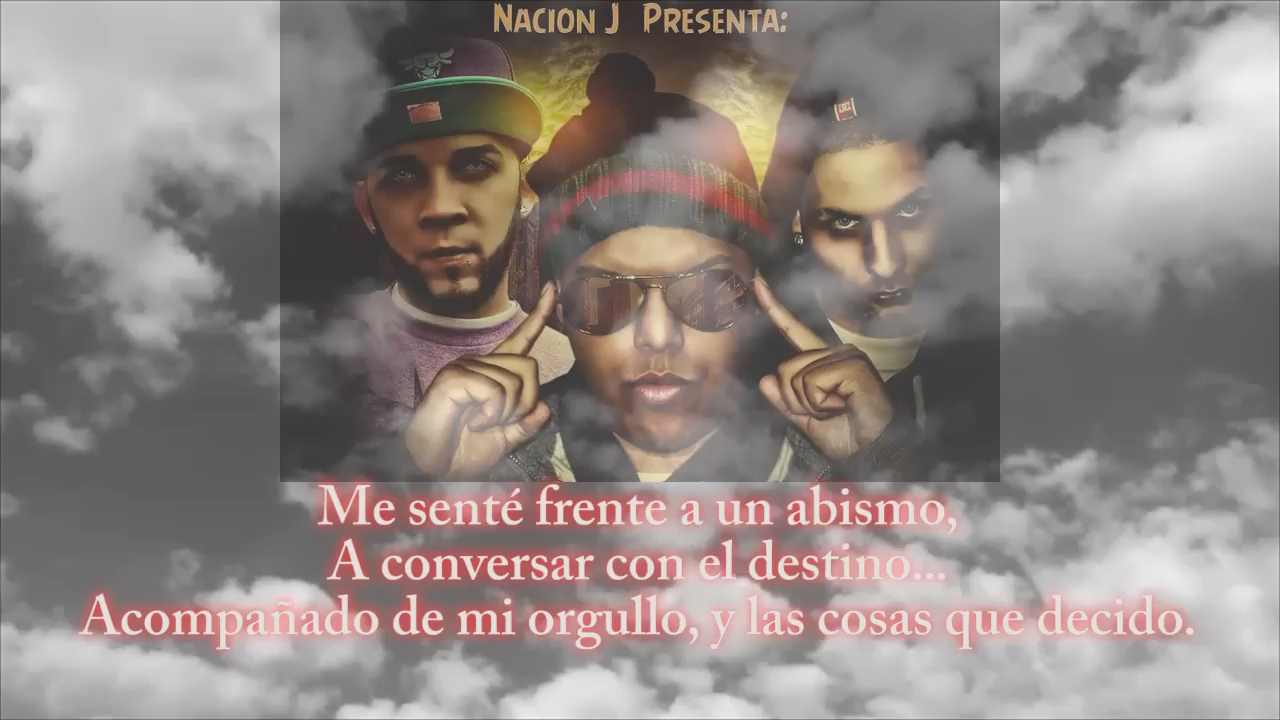 NACION J PRESENTA:
Me senté frente a un abismo,
A conversar con el destino...
Acompañado de mi orgullo, y las cosas que decido.